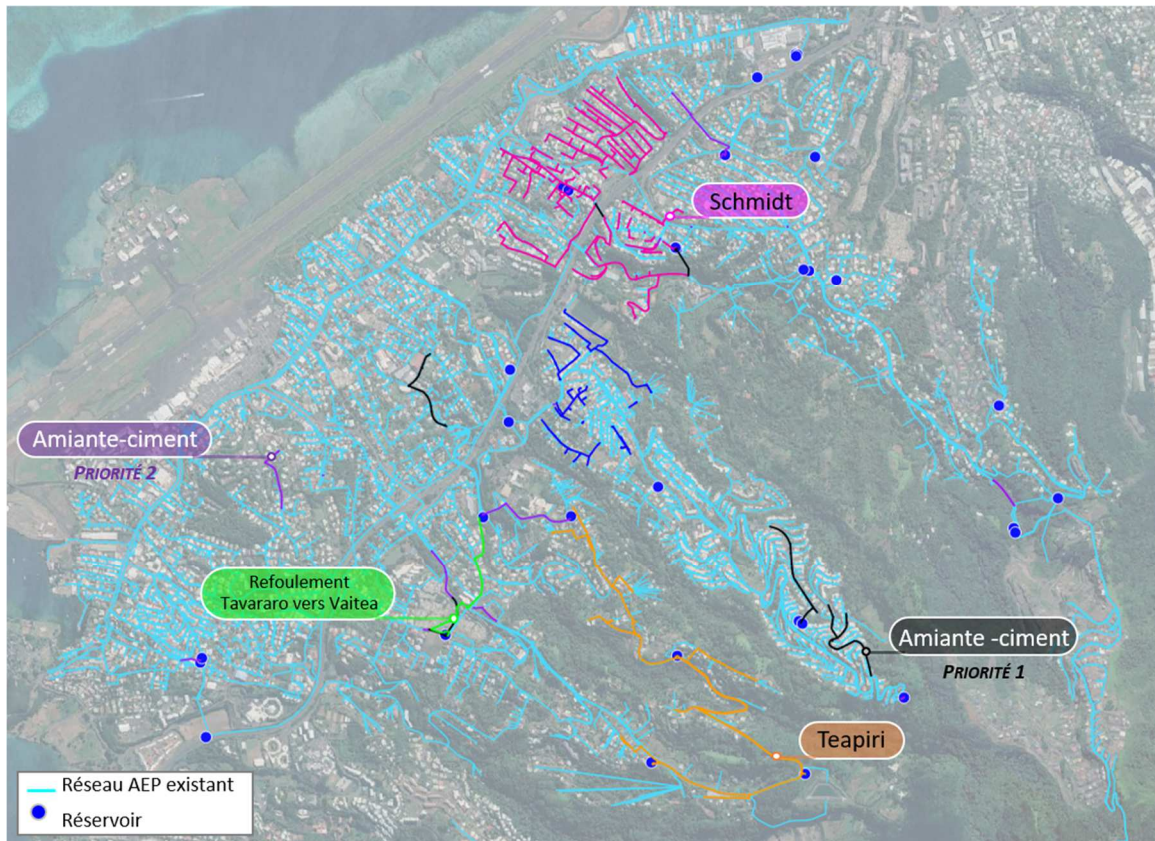 Schmidt
Amiante-ciment
PRIORITÉ 2
Refoulement
Tavararo vers Vaitea
Amiante -ciment
PRIORITÉ 1
Teapiri
Réseau AEP existant
Réservoir